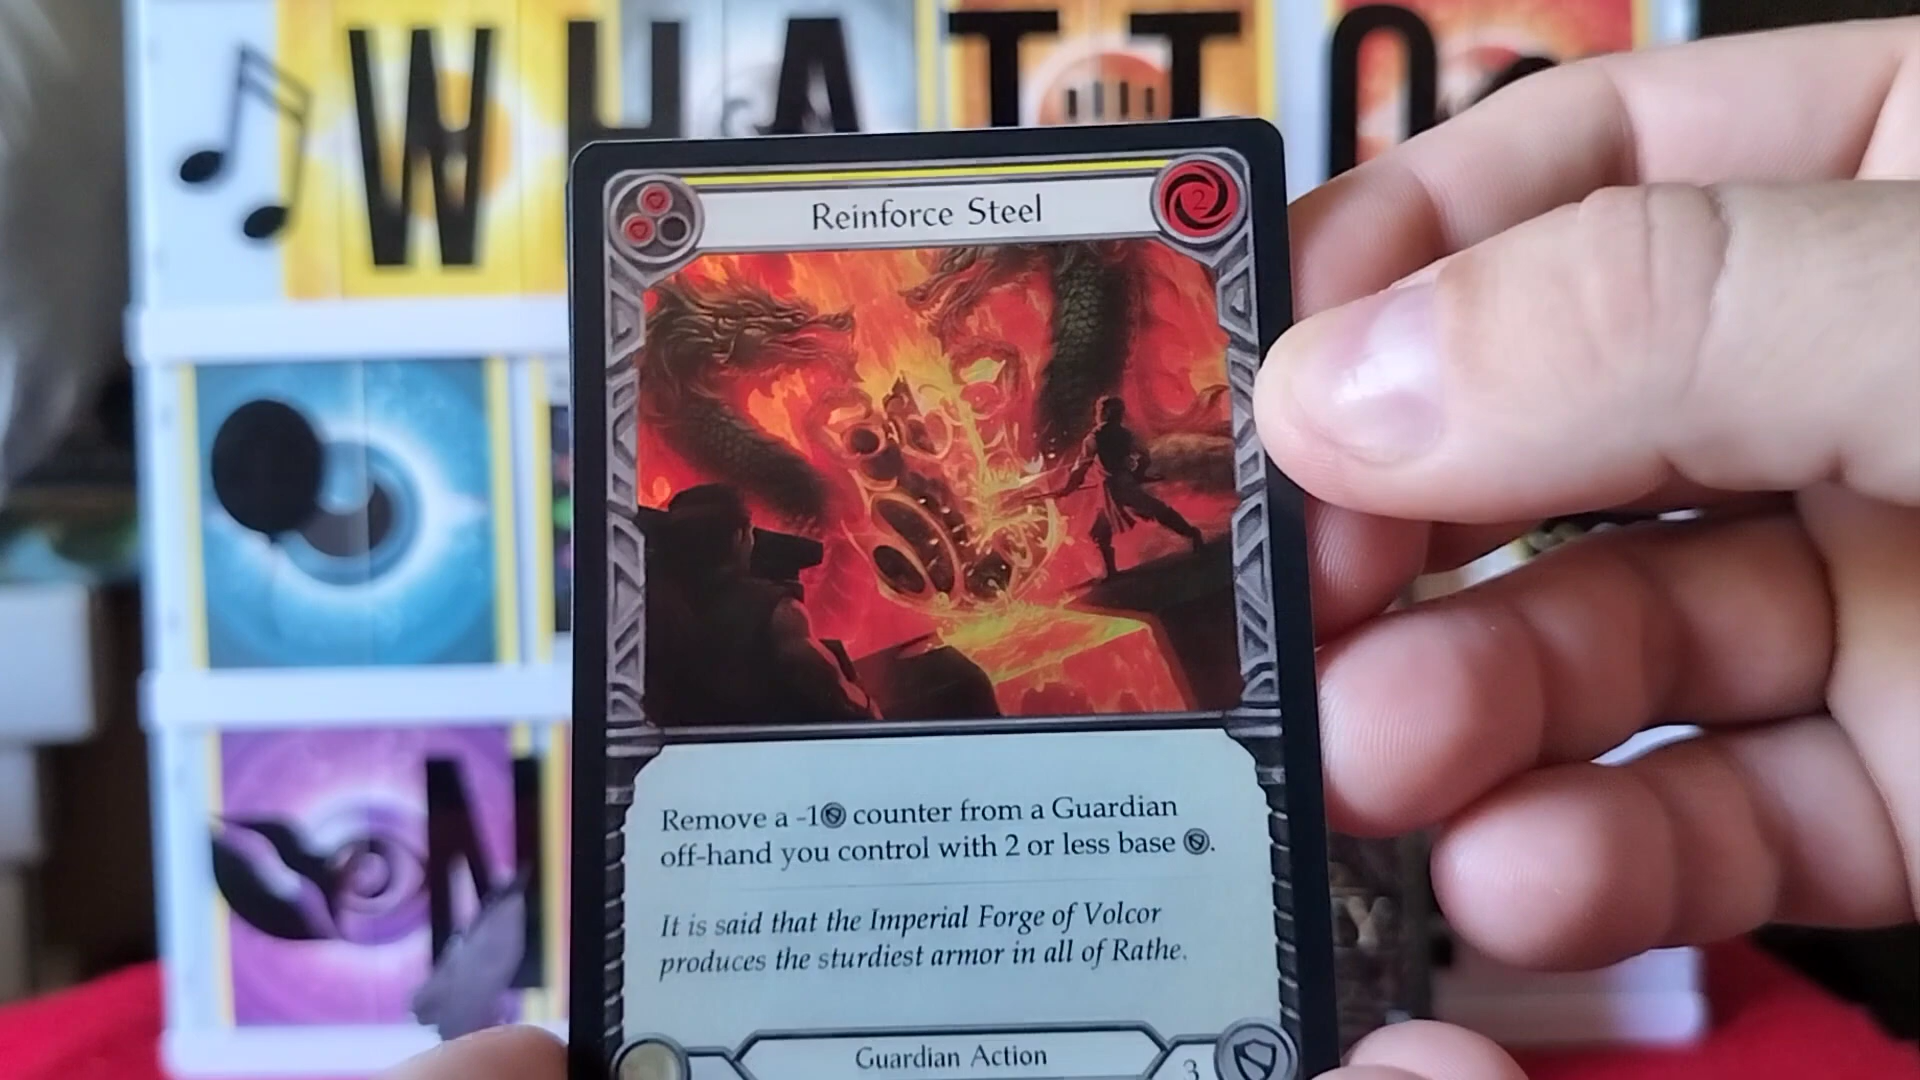 WHATTO
2
Reinforce Steel
Remove a -1 counter from a Guardian
off-hand you control with 2 or less base .
It is said that the Imperial Forge of Volcor
produces the sturdiest armor in all of Rathe.
Guardian Action
3
N